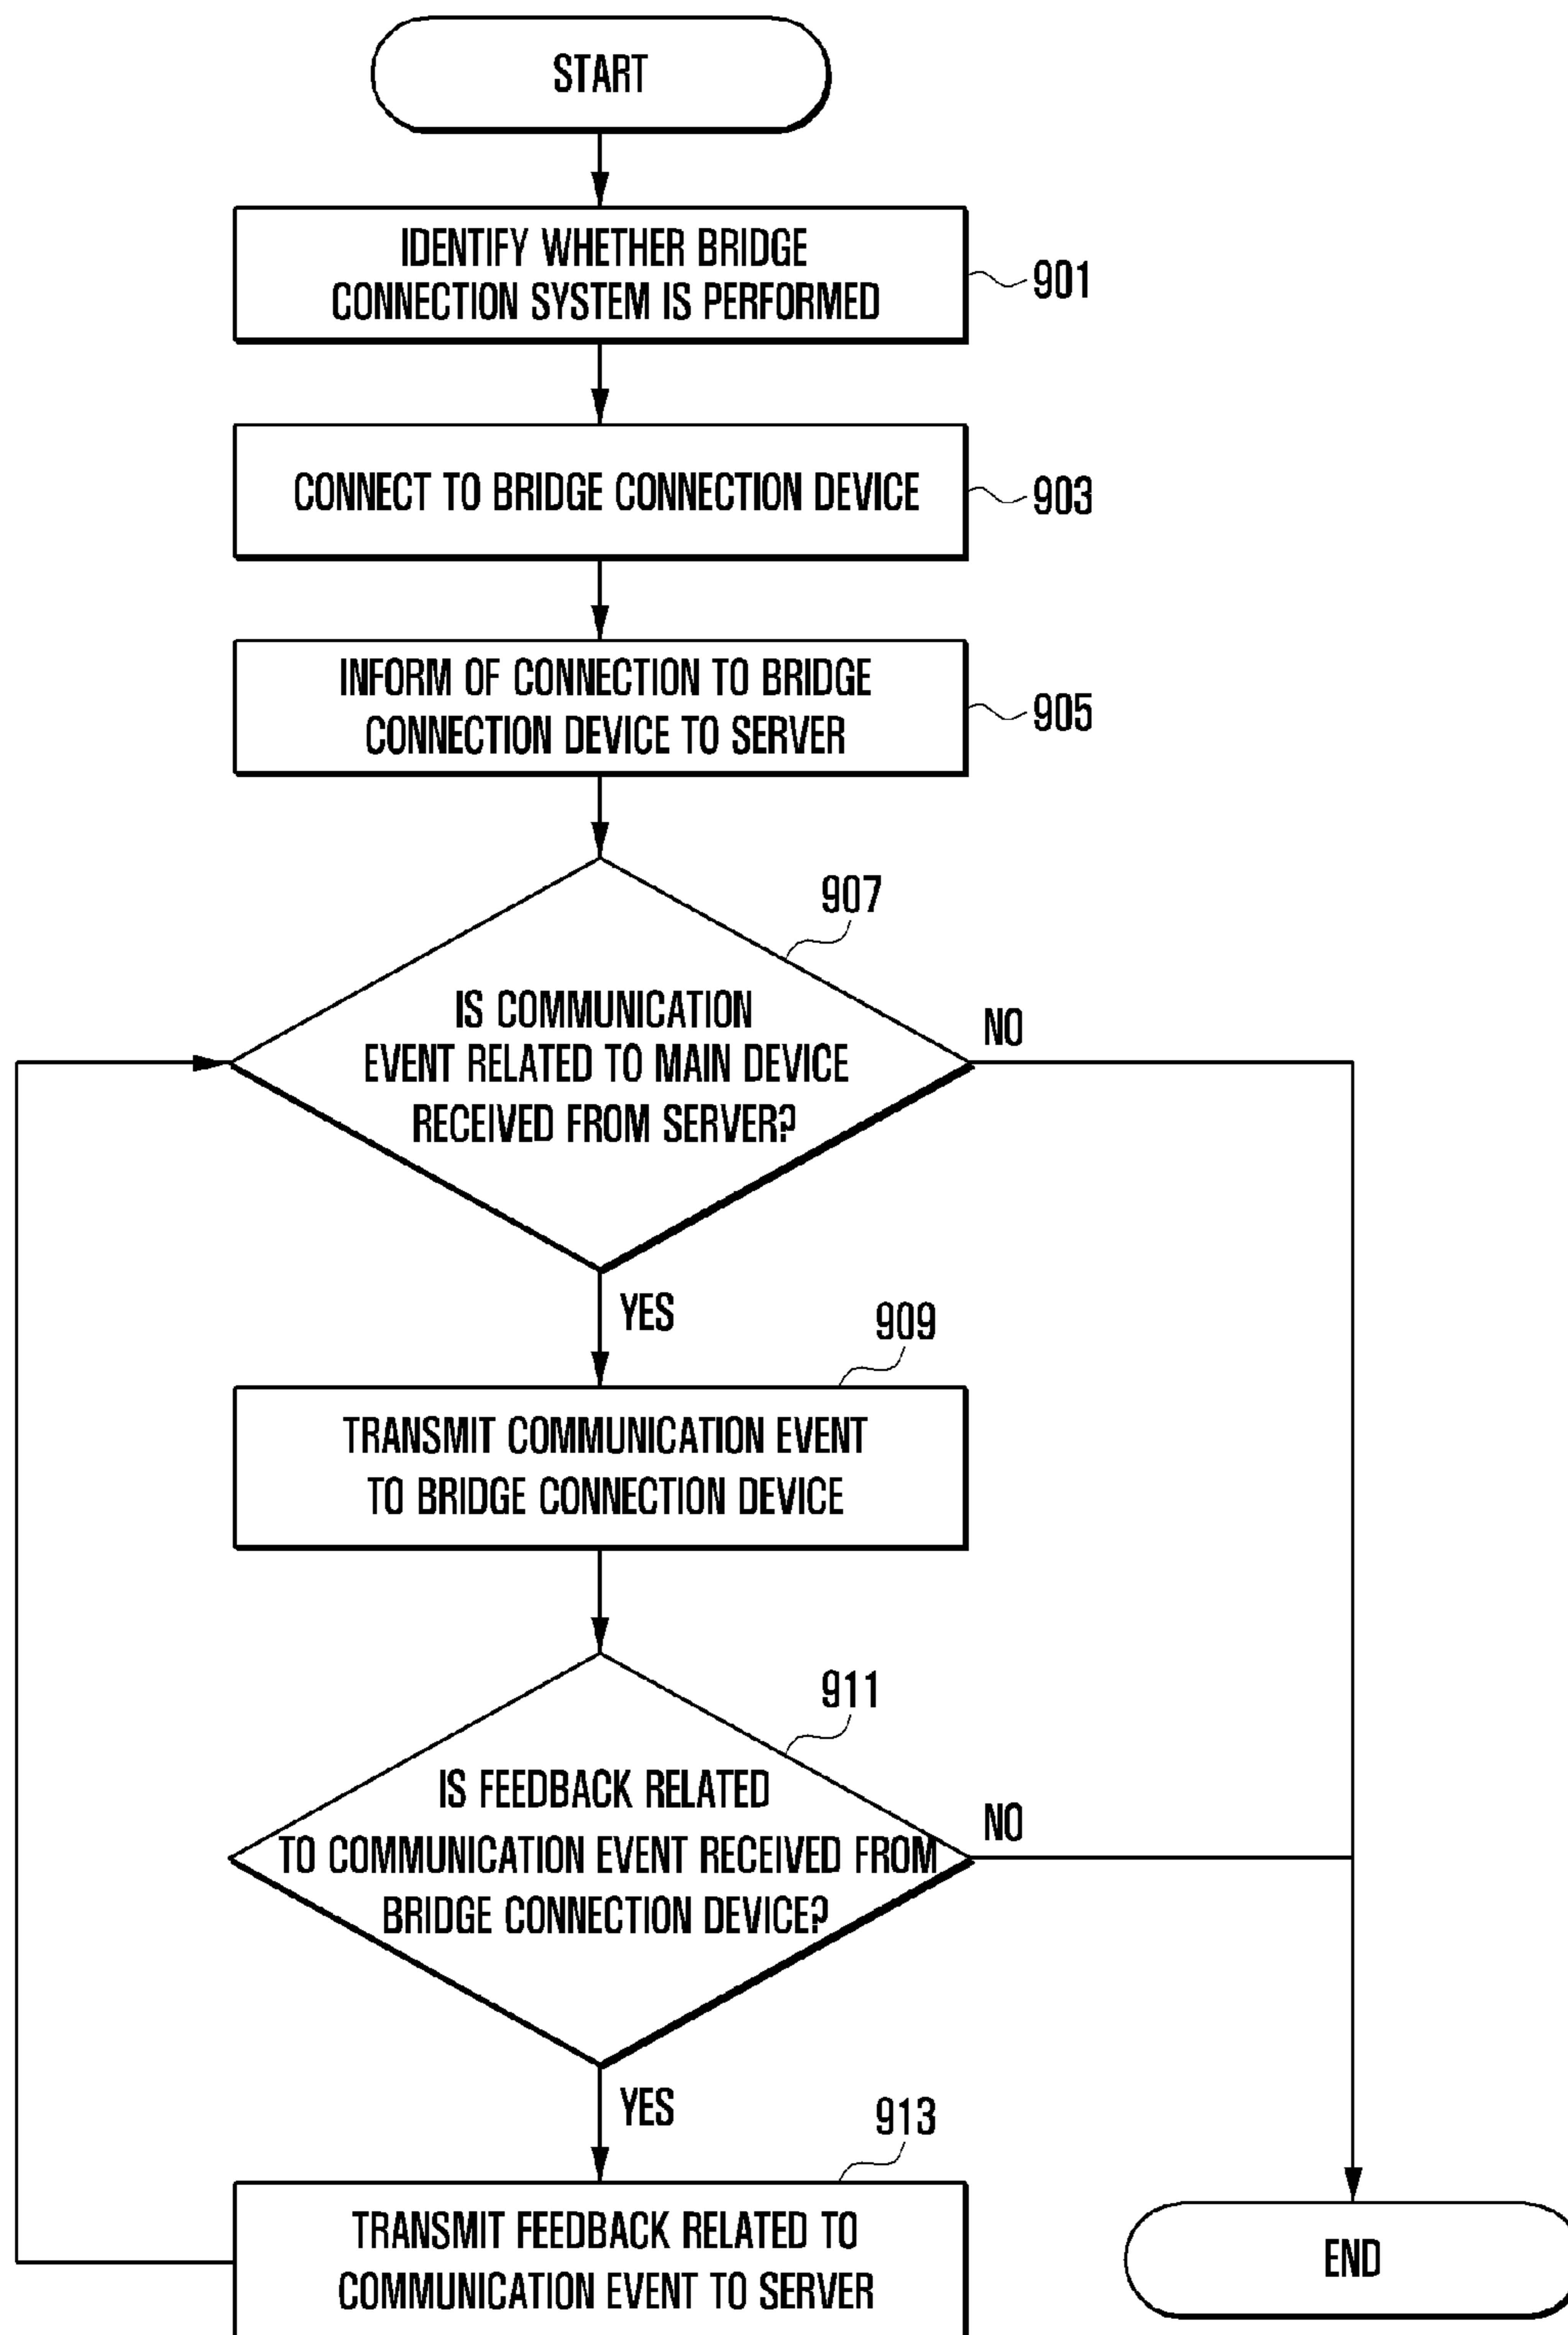 START
IDENTIFY WHETHER BRIDGE
CONNECTION SYSTEM IS PERFORMED
901
CONNECT TO BRIDGE CONNECTION DEVICE
903
INFORM OF CONNECTION TO BRIDGE
CONNECTION DEVICE TO SERVER
905
907
IS COMMUNICATION
EVENT RELATED TO MAIN DEVICE
RECEIVED FROM SERVER?
NO
YES
909
TRANSMIT COMMUNICATION EVENT
TO BRIDGE CONNECTION DEVICE
911
IS FEEDBACK RELATED
TO COMMUNICATION EVENT RECEIVED FROM
BRIDGE CONNECTION DEVICE?
NO
YES
913
TRANSMIT FEEDBACK RELATED TO
COMMUNICATION EVENT TO SERVER
END